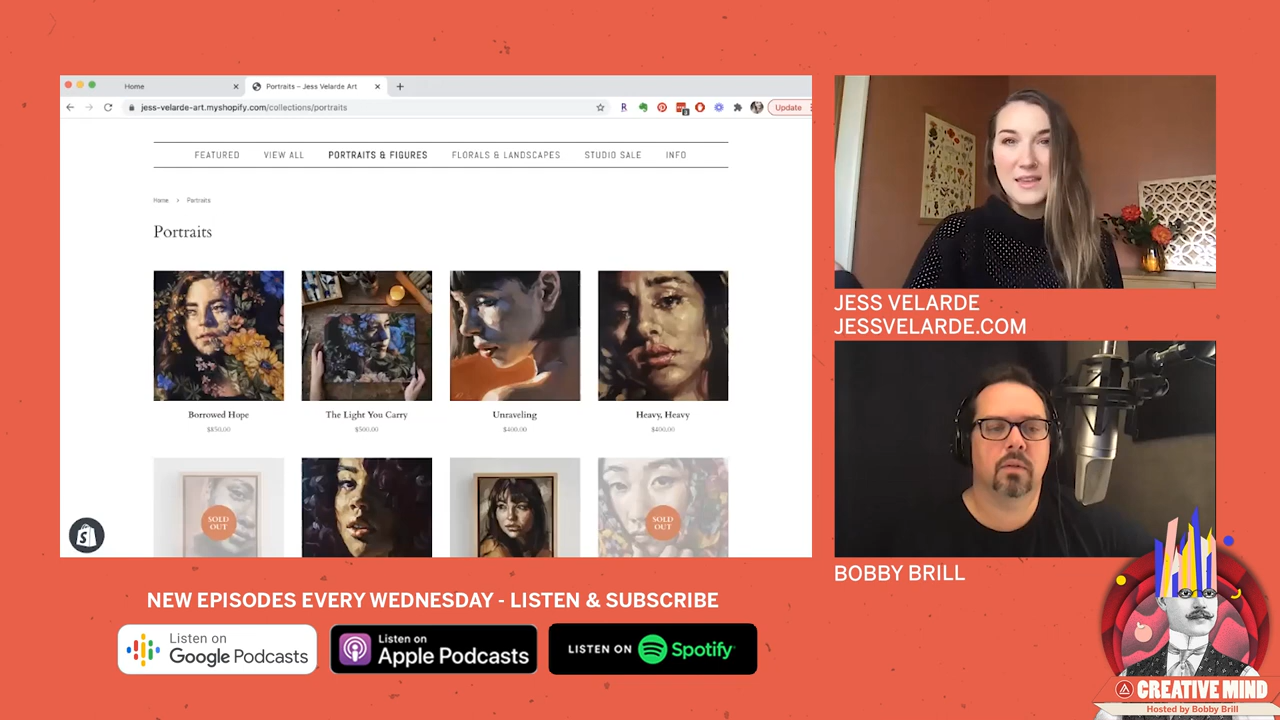 Home
Portraits – Jess Velarde Art
jess-velarde-art.myshopify.com/collections/portraits
Update
FEATURED VIEW ALL PORTRAITS & FIGURES FLORALS & LANDSCAPES STUDIO SALE INFO
Home > Portraits
Portraits
Borrowed Hope The Light You Carry Unraveling Heavy, Heavy
$850.00 $500.00 $400.00 $400.00
SOLD OUT
SOLD OUT
JESS VELARDE
JESSVELARDE.COM
BOBBY BRILL
NEW EPISODES EVERY WEDNESDAY - LISTEN & SUBSCRIBE
Listen on
Google Podcasts
Listen on
Apple Podcasts
LISTEN ON Spotify
CREATIVE MIND
Hosted by Bobby Brill